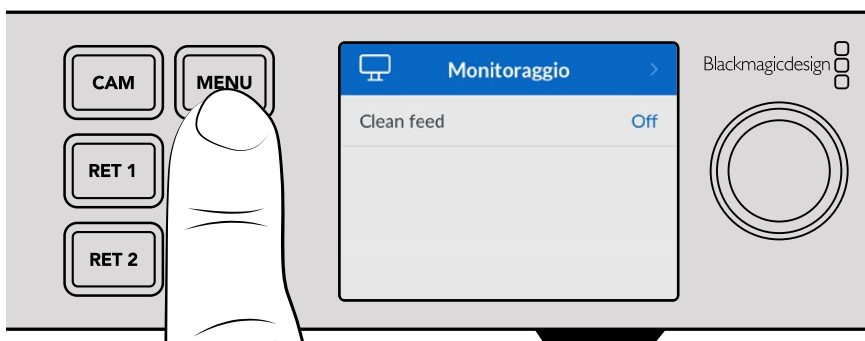 CAM
MENU
RET 1
RET 2
Monitoraggio
Clean feed Off
Blackmagicdesign